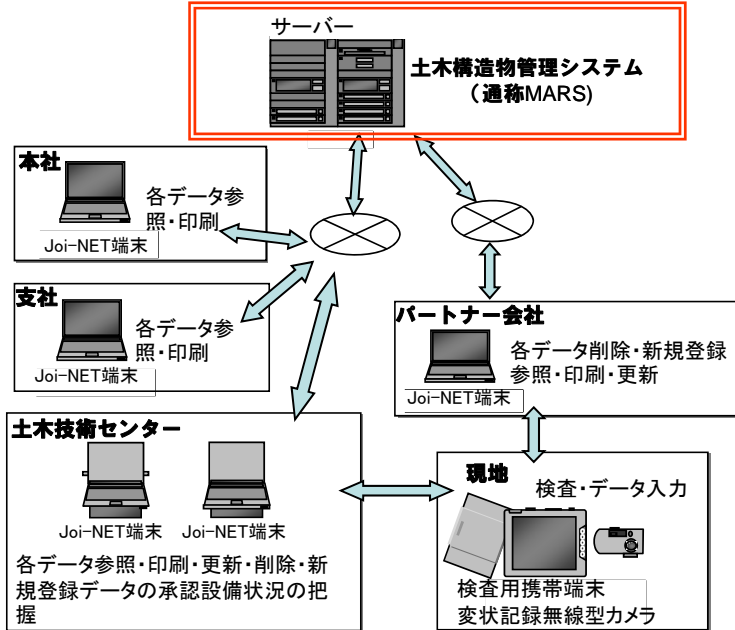 サーバー
土木構造物管理システム
（通称MARS)
本社
各データ参
照・印刷
Joi-NET端末
支社
各データ参
照・印刷
Joi-NET端末
パートナー会社
各データ削除・新規登録
参照・印刷・更新
Joi-NET端末
土木技術センター
Joi-NET端末
Joi-NET端末
各データ参照・印刷・更新・削除・新
規登録データの承認設備状況の把
握
現地
検査・データ入力
検査用携帯端末
変状記録無線型カメラ